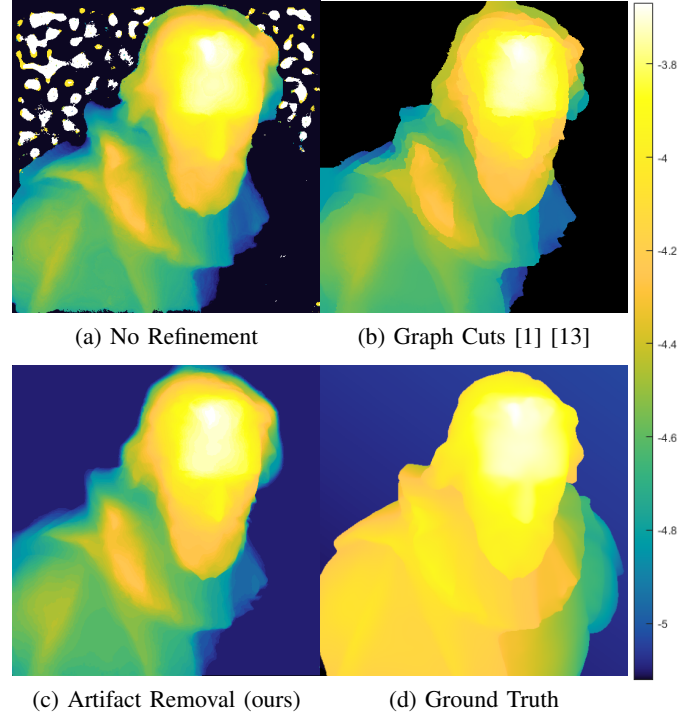 -3.8
-4
(a) No Refinement
(b) Graph Cuts [1] [13]
-4.2
-4.4
-4.6
-4.8
-5
(c) Artifact Removal (ours)
(d) Ground Truth